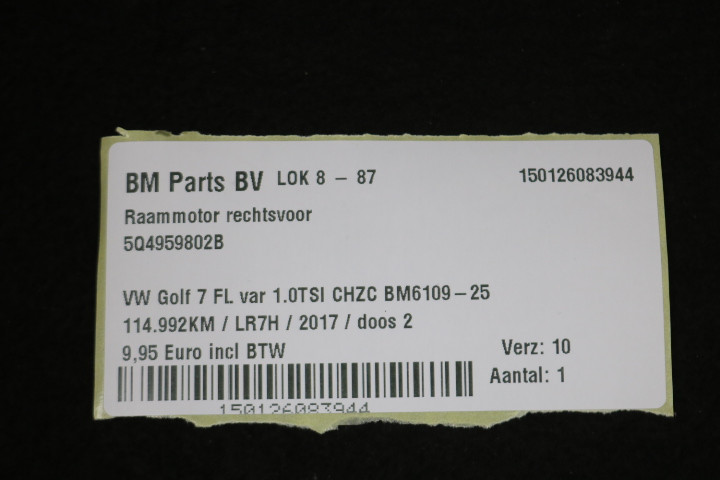 BM Parts BV LOK 8 - 87 150126083944
Raammotor rechtsvoor
5Q4959802B
VW Golf 7 FL var 1.0TSI CHZC BM6109-25
114.992KM / LR7H / 2017 / doos 2
9,95 Euro incl BTW Verz: 10
Aantal: 1
150126083944